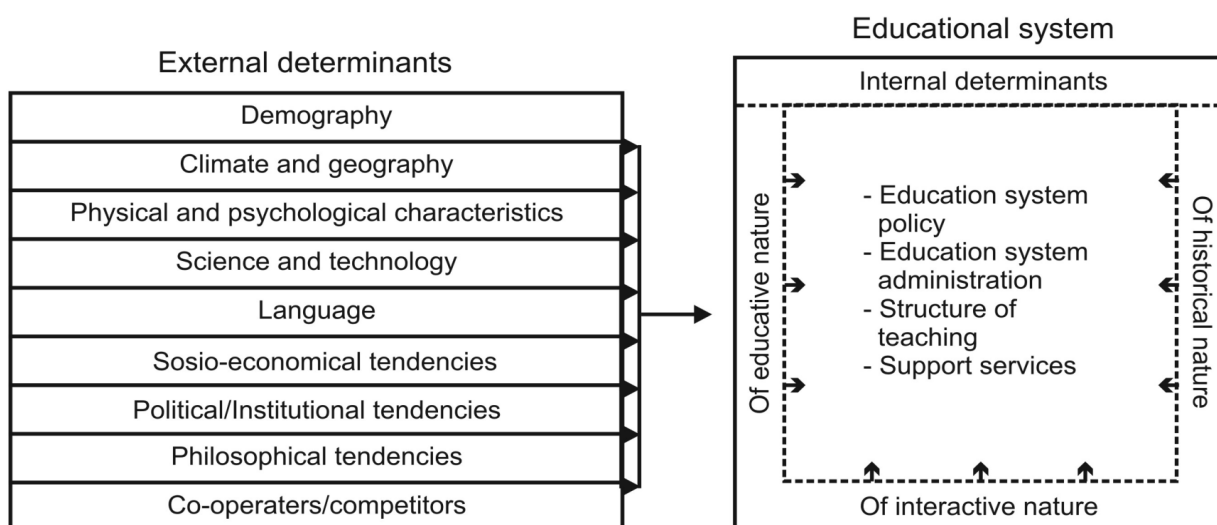 External determinants
Demography
Climate and geography
Physical and psychological characteristics
Science and technology
Language
Sosio-economical tendencies
Political/Institutional tendencies
Philosophical tendencies
Co-operaters/competitors
Educational system
Internal determinants
Of educative nature
- Education system
policy
- Education system
administration
- Structure of
teaching
- Support services
Of historical nature
Of interactive nature